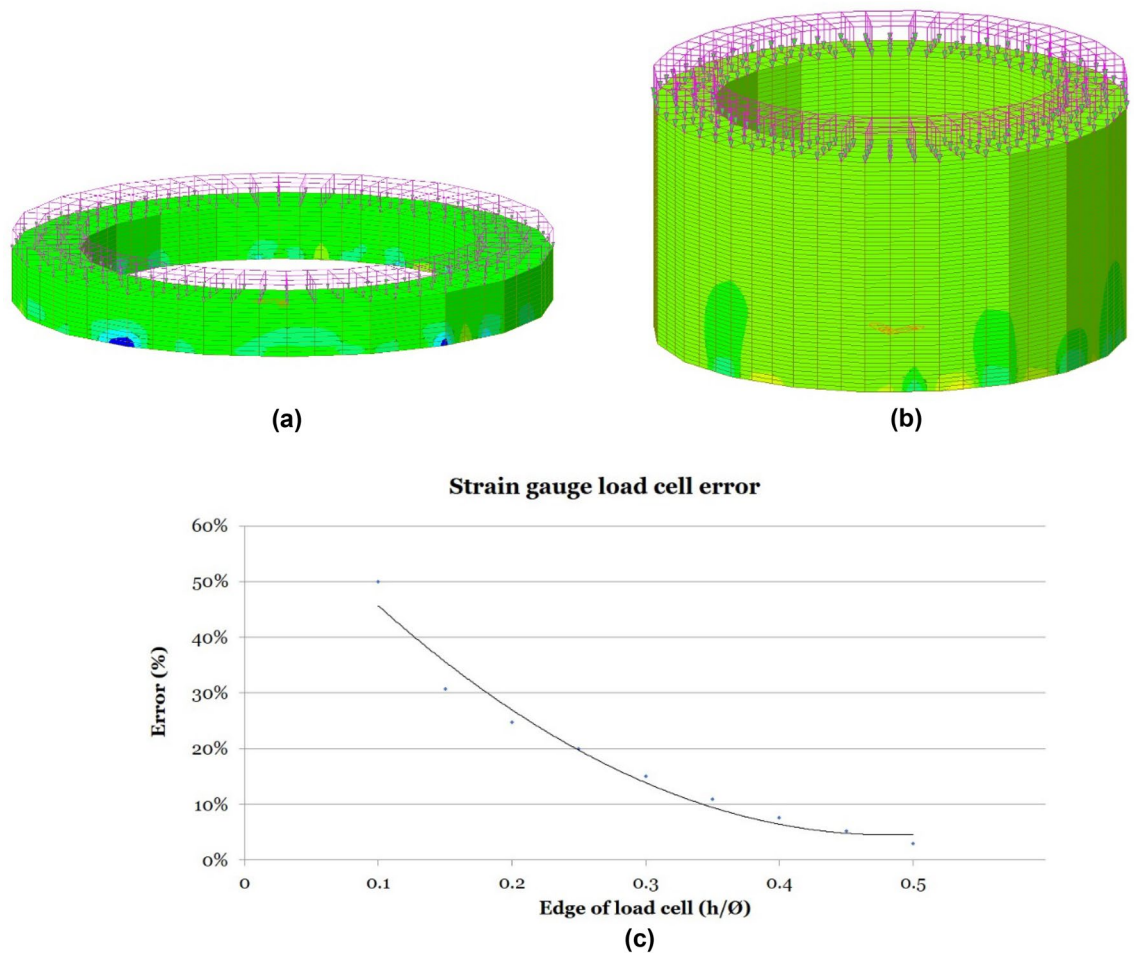 (a)
(b)
Strain gauge load cell error
60%
50%
40%
30%
20%
10%
0%
Error (%)
0
0.1
0.2
0.3
0.4
0.5
Edge of load cell (h/Ø)
(c)